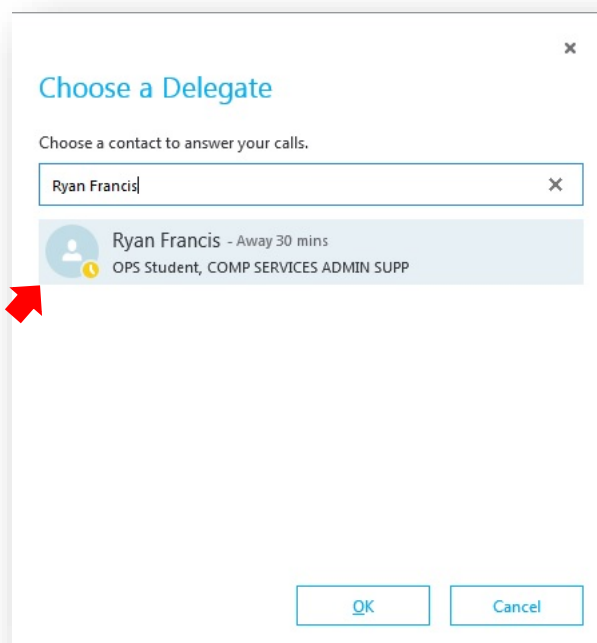 Choose a Delegate
Choose a contact to answer your calls.
Ryan Francis
Ryan Francis - Away 30 mins
OPS Student, COMP SERVICES ADMIN SUPP
OK Cancel